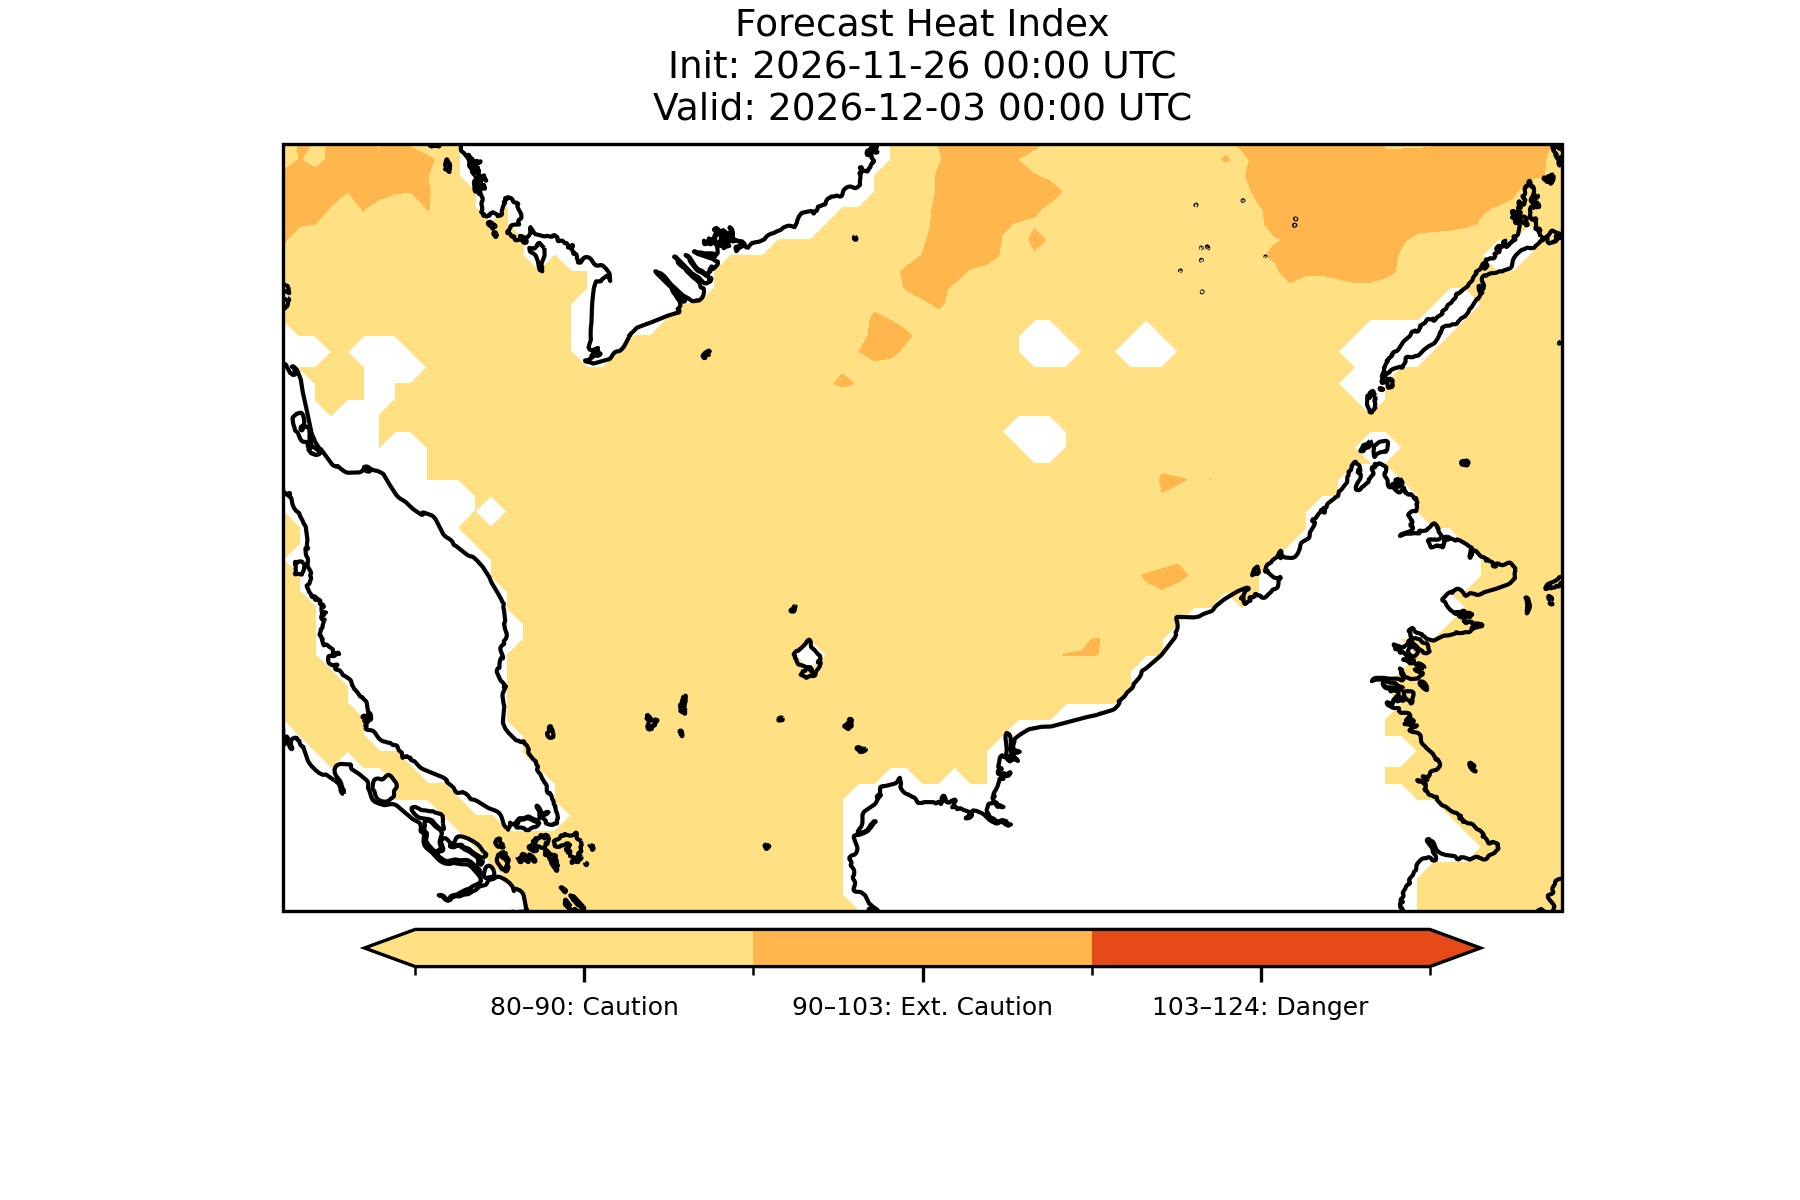 Forecast Heat Index
Init: 2026-11-26 00:00 UTC
Valid: 2026-12-03 00:00 UTC
80–90: Caution
90–103: Ext. Caution
103–124: Danger